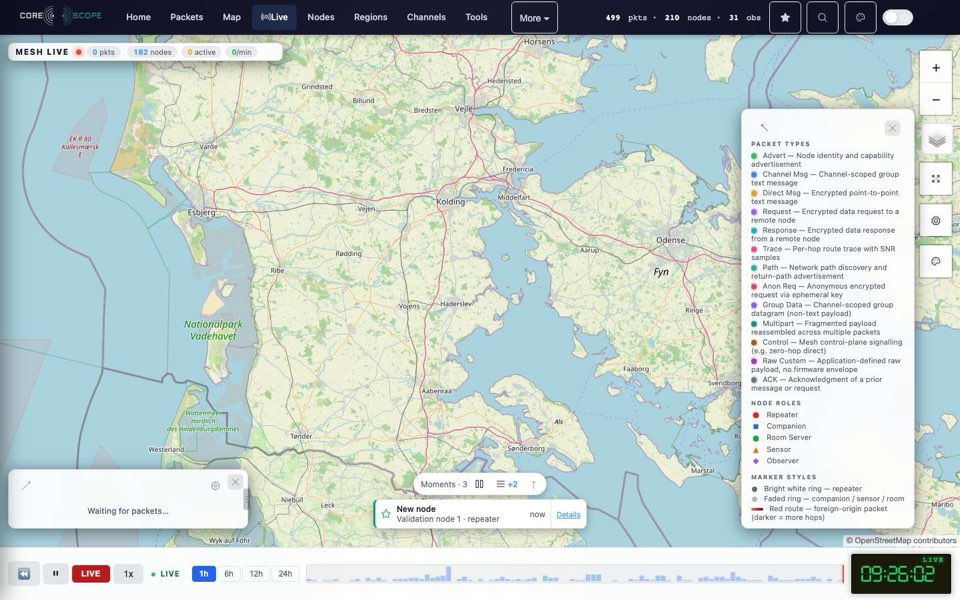 CORE SCOPE
Home Packets Map Live Nodes Regions Channels Tools More
499 pkts · 210 nodes · 31 obs
MESH LIVE 0 pkts 182 nodes 0 active 0/min
Horsens
Hedensted
Grindsted
Billund
Bredsten
Vejle
EK R 80
Kallesmærsk
E
Varde
Fredericia
Middelfart
Kolding
Vejen
Esbjerg
Odense
Aarup
Fyn
Rødding
Ribe
Ringe
Vojens
Haderslev
Nationalpark
Vadehavet
Faaborg
Svendborg
Aabenraa
Wattenmeer
nördlich
des Hindenburgdammes
Als
Tønder
Westerland
Sønderborg
Marstal
Niebüll
Leck
Wyk auf Föhr
Maribo
+
−
PACKET TYPES
Advert — Node identity and capability
advertisement
Channel Msg — Channel-scoped group
text message
Direct Msg — Encrypted point-to-point
text message
Request — Encrypted data request to a
remote node
Response — Encrypted data response
from a remote node
Trace — Per-hop route trace with SNR
samples
Path — Network path discovery and
return-path advertisement
Anon Req — Anonymous encrypted
request via ephemeral key
Group Data — Channel-scoped group
datagram (non-text payload)
Multipart — Fragmented payload
reassembled across multiple packets
Control — Mesh control-plane signalling
(e.g. zero-hop direct)
Raw Custom — Application-defined raw
payload, no firmware envelope
ACK — Acknowledgment of a prior
message or request
NODE ROLES
Repeater
Companion
Room Server
Sensor
Observer
MARKER STYLES
Bright white ring — repeater
Faded ring — companion / sensor / room
Red route — foreign-origin packet
(darker = more hops)
Waiting for packets…
Moments · 3 +2
New node
Validation node 1 · repeater
now Details
© OpenStreetMap contributors
LIVE 1x LIVE 1h 6h 12h 24h
LIVE
09:26:02